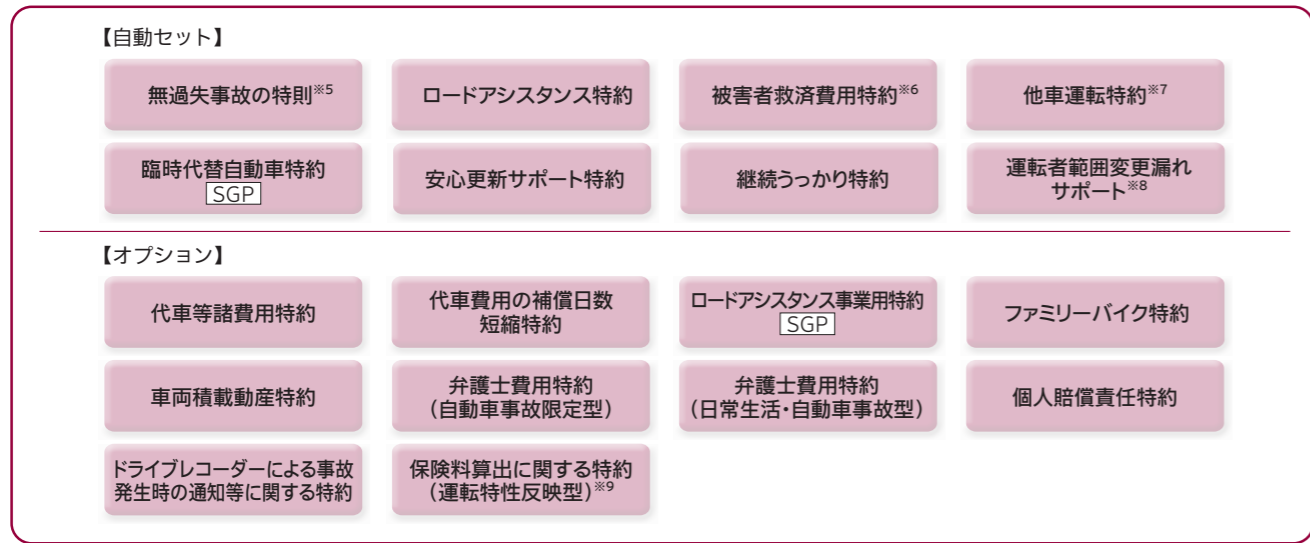 【自動セット】
無過失事故の特則※5
ロードアシスタンス特約
被害者救済費用特約※6
他車運転特約※7
臨時代替自動車特約
SGP
安心更新サポート特約
継続うっかり特約
運転者範囲変更漏れ
サポート※8
【オプション】
代車等諸費用特約
代車費用の補償日数
短縮特約
ロードアシスタンス事業用特約
SGP
ファミリーバイク特約
車両積載動産特約
弁護士費用特約
(自動車事故限定型)
弁護士費用特約
(日常生活・自動車事故型)
個人賠償責任特約
ドライブレコーダーによる事故
発生時の通知等に関する特約
保険料算出に関する特約
(運転特性反映型)※9